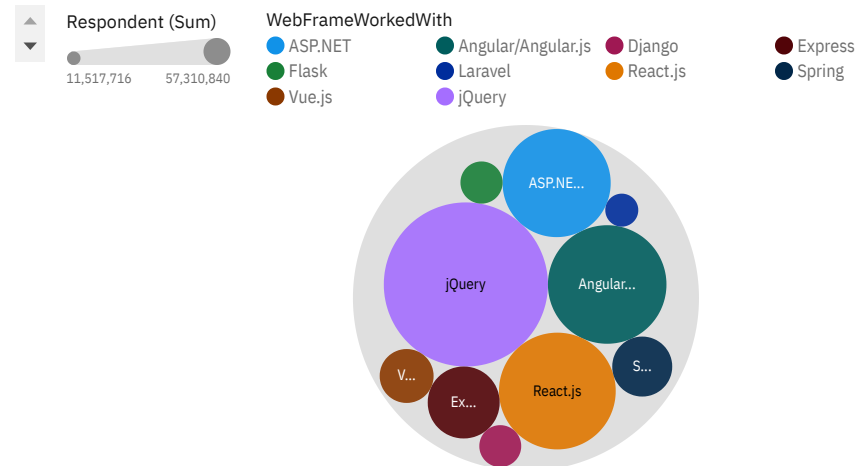 Respondent (Sum)
11,517,716 57,310,840
WebFrameWorkedWith
ASP.NET Angular/Angular.js Django Express
Flask Laravel React.js Spring
Vue.js jQuery
ASP.NE...
jQuery Angular...
V... Ex... React.js S...